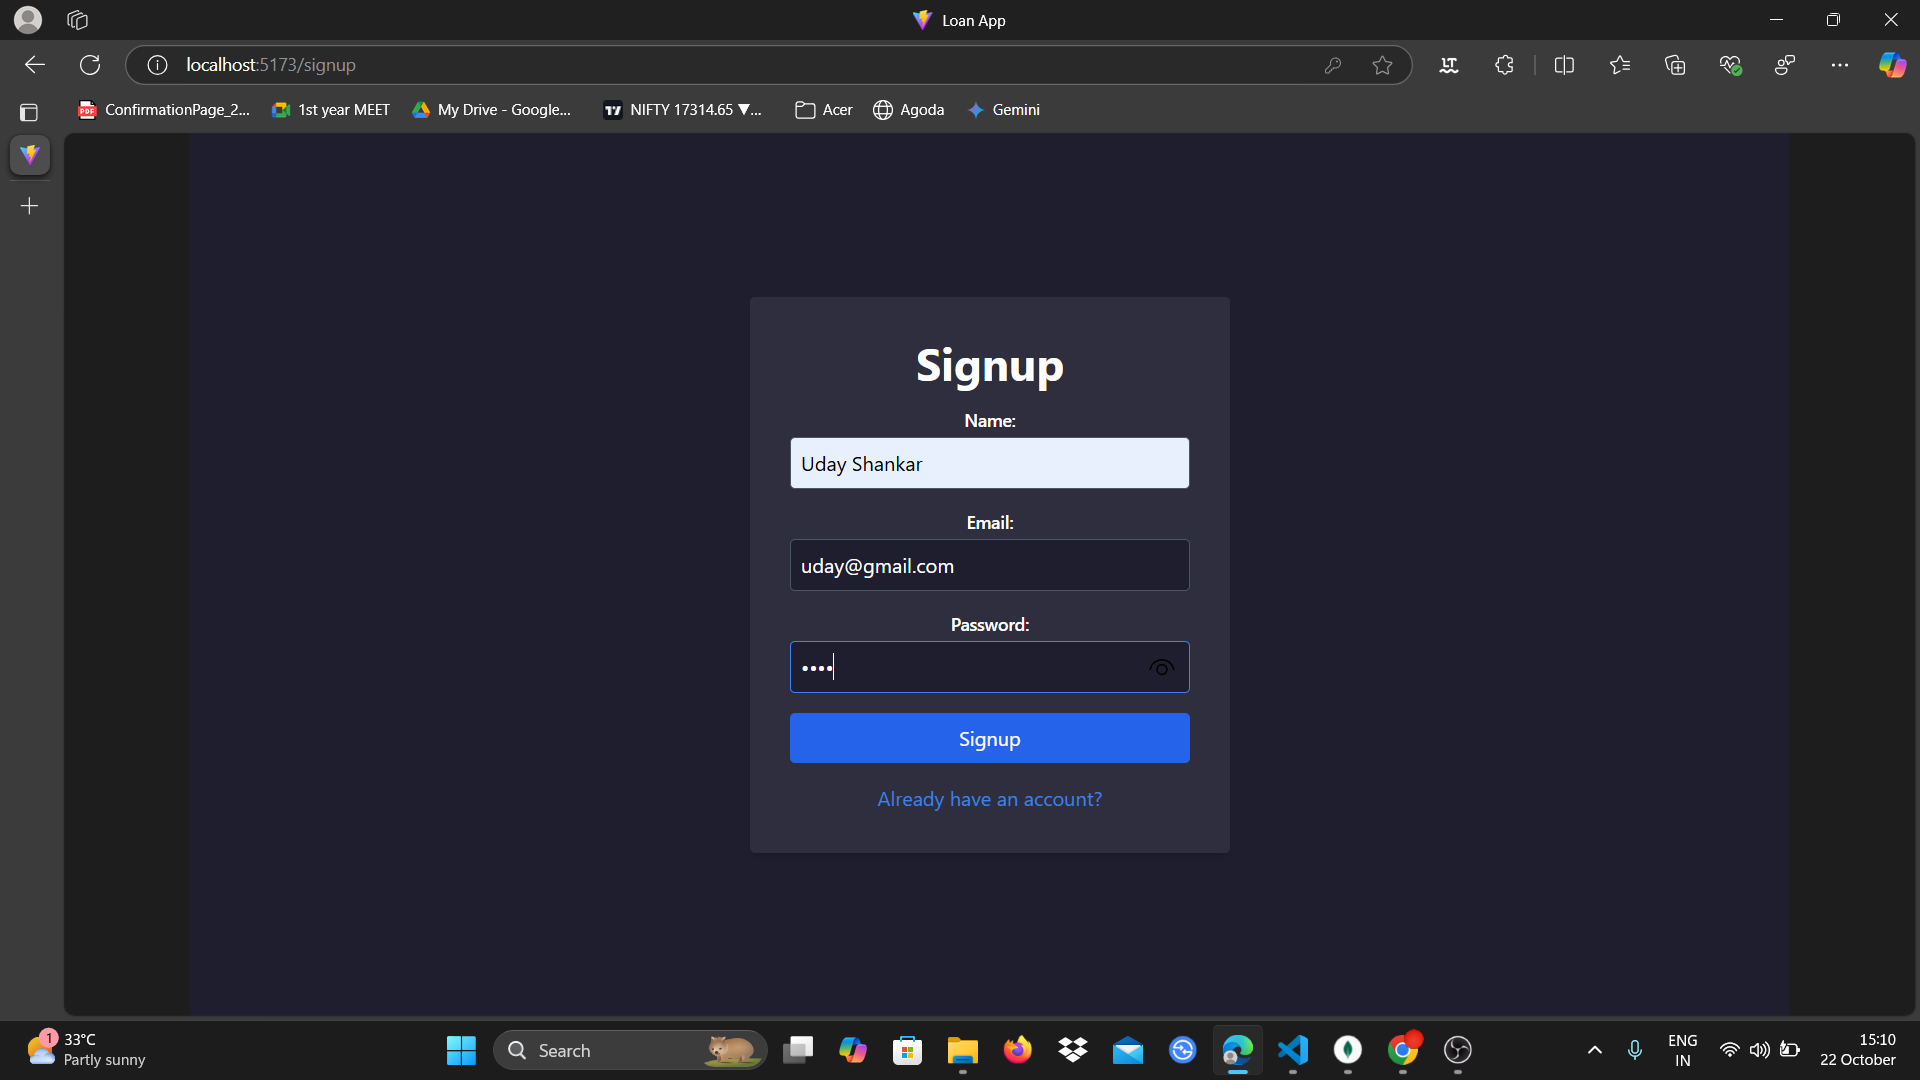 Loan App
localhost:5173/signup
ConfirmationPage_2... 1st year MEET My Drive - Google... NIFTY 17314.65 ▼... Acer Agoda Gemini
Signup
Name:
Uday Shankar
Email:
uday@gmail.com
Password:
••••
Signup
Already have an account?
1 33°C
Partly sunny
Search
ENG
IN
15:10
22 October